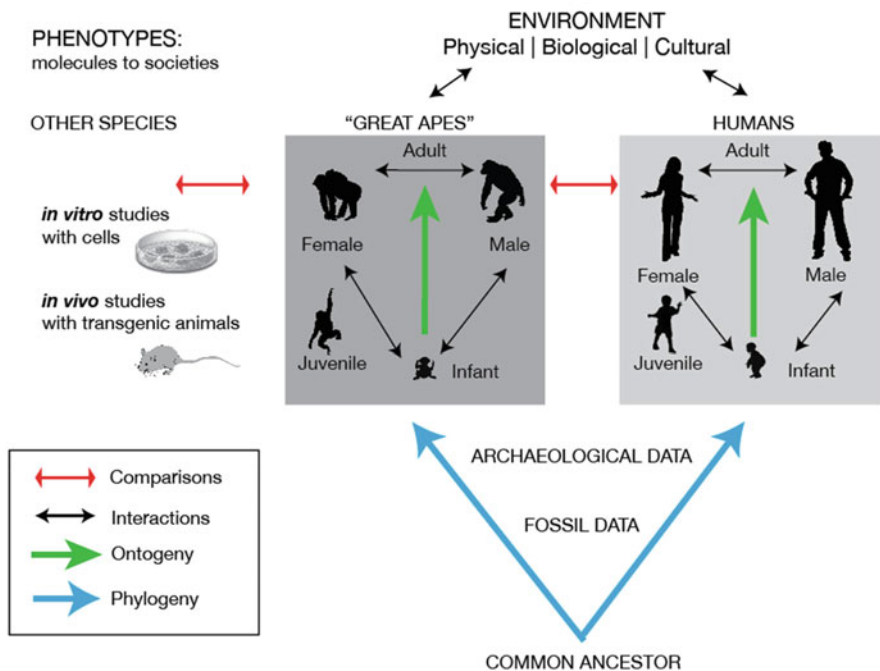 PHENOTYPES:
molecules to societies
ENVIRONMENT
Physical | Biological | Cultural
OTHER SPECIES
"GREAT APES"
HUMANS
in vitro studies
with cells
in vivo studies
with transgenic animals
Adult
Female
Male
Juvenile
Infant
Adult
Female
Male
Juvenile
Infant
Comparisons
Interactions
Ontogeny
Phylogeny
ARCHAEOLOGICAL DATA
FOSSIL DATA
COMMON ANCESTOR